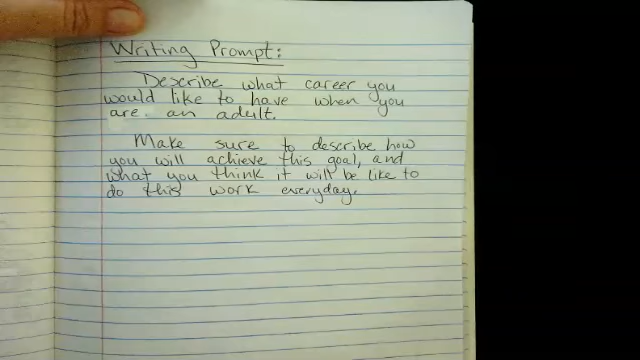 Writing Prompt:
Describe what career you
would like to have when you
are an adult.
Make sure to describe how
you will achieve this goal, and
what you think it will be like to
do this work everyday.